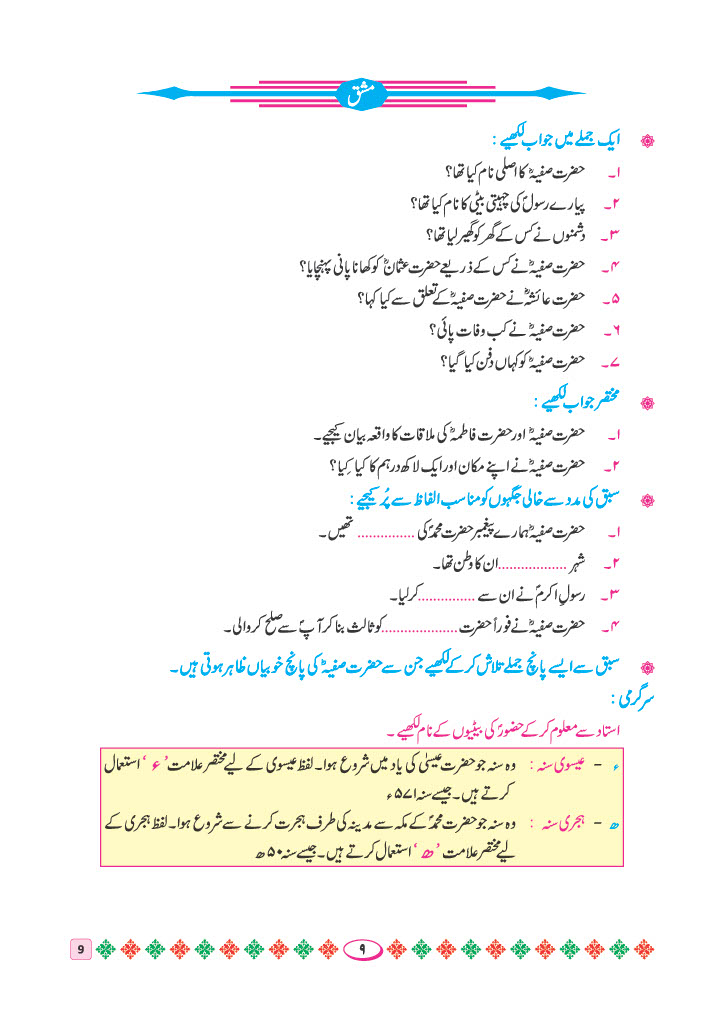 مشق
ایک جملے میں جواب لکھیے :
۱۔ حضرت صفیہؓ کا اصلی نام کیا تھا؟
۲۔ پیارے رسولؐ کی چہیتی بیٹی کا نام کیا تھا؟
۳۔ دشمنوں نے کس کے گھر کو گھیر لیا تھا؟
۴۔ حضرت صفیہؓ نے کس کے ذریعے حضرت عثمانؓ کو کھانا پانی پہنچایا؟
۵۔ حضرت عائشہؓ نے حضرت صفیہؓ کے تعلق سے کیا کہا؟
۶۔ حضرت صفیہؓ نے کب وفات پائی؟
۷۔ حضرت صفیہؓ کو کہاں دفن کیا گیا؟
مختصر جواب لکھیے :
۱۔ حضرت صفیہؓ اور حضرت فاطمہؓ کی ملاقات کا واقعہ بیان کیجیے۔
۲۔ حضرت صفیہؓ نے اپنے مکان اور ایک لاکھ درہم کا کیا کِیا؟
سبق کی مدد سے خالی جگہوں کو مناسب الفاظ سے پُر کیجیے :
۱۔ حضرت صفیہؓ ہمارے پیغمبر حضرت محمدؐ کی ............... تھیں۔
۲۔ شہر .................. ان کا وطن تھا۔
۳۔ رسولِ اکرمؐ نے ان سے ............... کر لیا۔
۴۔ حضرت صفیہؓ نے فوراً حضرت .................... کو ثالث بنا کر آپؐ سے صلح کروالی۔
سبق سے ایسے پانچ جملے تلاش کر کے لکھیے جن سے حضرت صفیہؓ کی پانچ خوبیاں ظاہر ہوتی ہیں۔
سرگرمی :
استاد سے معلوم کر کے حضورؐ کی بیٹیوں کے نام لکھیے۔
ء – عیسوی سنہ : وہ سنہ جو حضرت عیسیٰؑ کی یاد میں شروع ہوا۔ لفظ عیسوی کے لیے مختصر علامت ’ء‘ استعمال
کرتے ہیں۔ جیسے سنہ ۵۷۱ء
ھ – ہجری سنہ : وہ سنہ جو حضرت محمدؐ کے مکہ سے مدینہ کی طرف ہجرت کرنے سے شروع ہوا۔ لفظ ہجری کے
لیے مختصر علامت ’ھ‘ استعمال کرتے ہیں۔ جیسے سنہ ۵۰ھ
۹
9